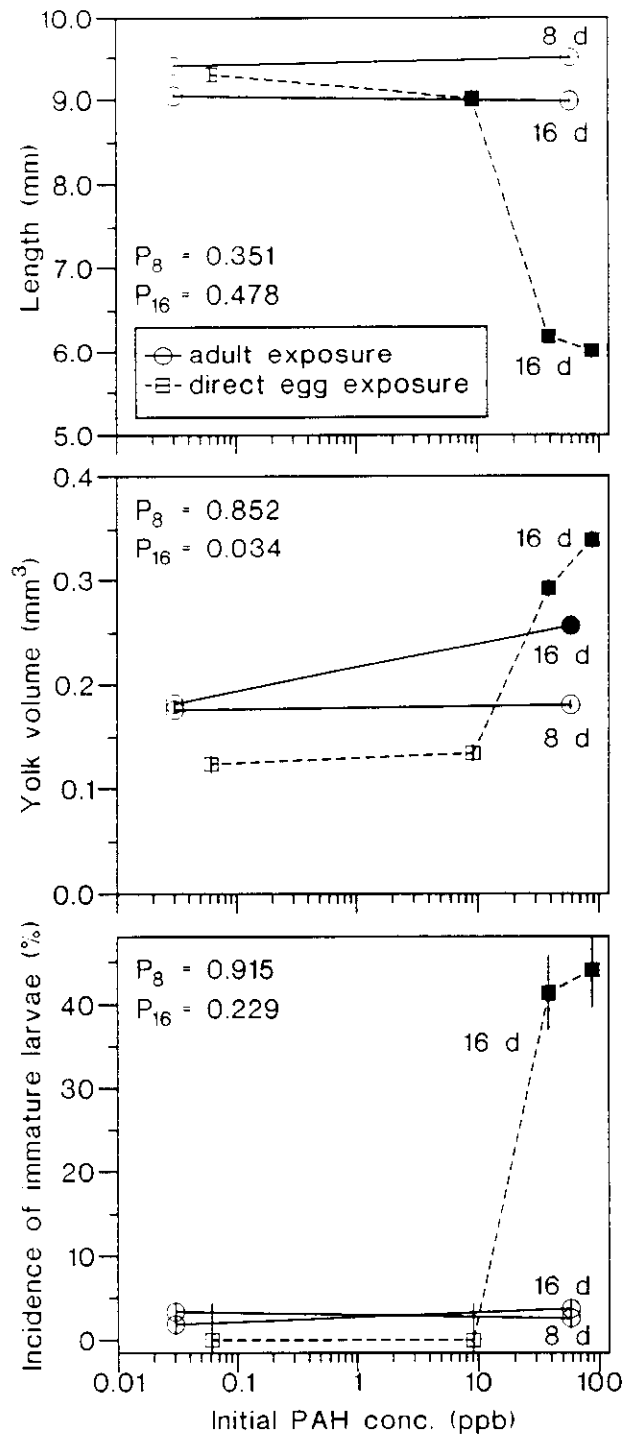 10.0
9.0
8.0
7.0
6.0
5.0
Length (mm)
8 d
16 d
P8 = 0.351
P16 = 0.478
adult exposure
direct egg exposure
16 d
0.4
0.3
0.2
0.1
0.0
Yolk volume (mm³)
P8 = 0.852
P16 = 0.034
16 d
16 d
8 d
40
30
20
10
0
Incidence of immature larvae (%)
P8 = 0.915
P16 = 0.229
16 d
16 d
8 d
0.01
0.1
1
10
100
Initial PAH conc. (ppb)